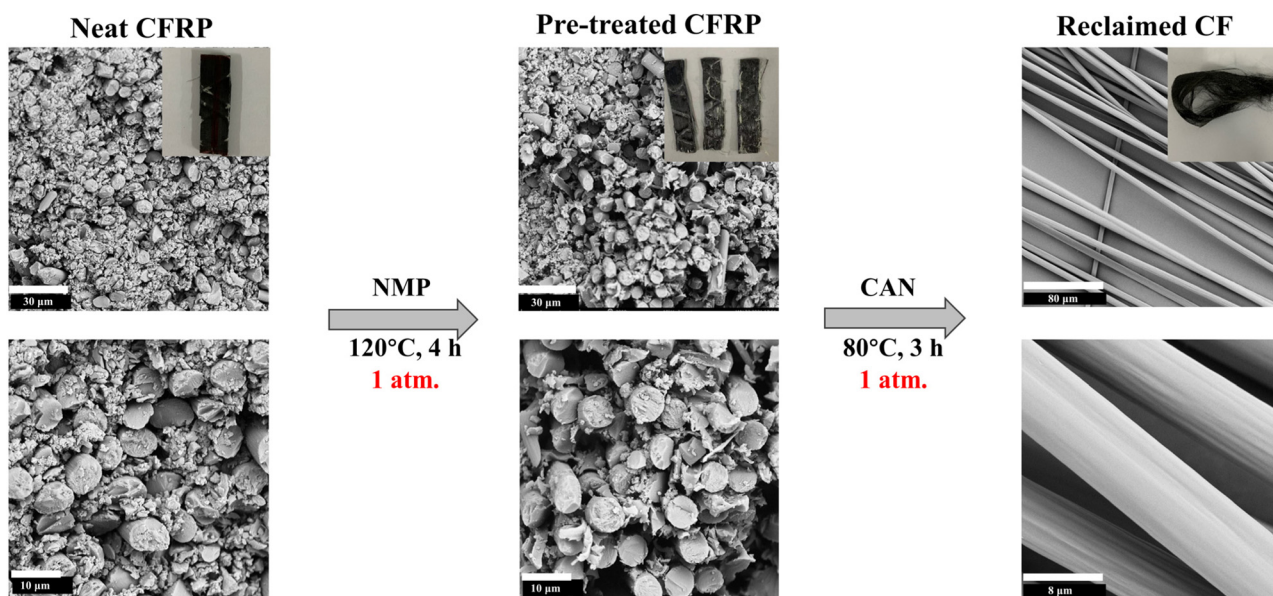 Neat CFRP
Pre-treated CFRP
Reclaimed CF
30 µm
30 µm
80 µm
NMP
120°C, 4 h
1 atm.
CAN
80°C, 3 h
1 atm.
10 µm
10 µm
8 µm